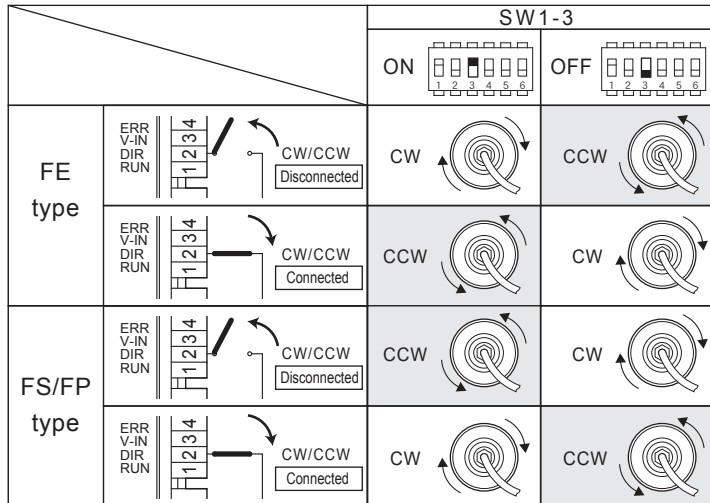 SW1-3
ON
1 2 3 4 5 6
OFF
1 2 3 4 5 6
FE
type
ERR
V-IN
DIR
RUN
1 2 3 4
CW/CCW
Disconnected
CW
CCW
ERR
V-IN
DIR
RUN
1 2 3 4
CW/CCW
Connected
CCW
CW
FS/FP
type
ERR
V-IN
DIR
RUN
1 2 3 4
CW/CCW
Disconnected
CCW
CW
ERR
V-IN
DIR
RUN
1 2 3 4
CW/CCW
Connected
CW
CCW